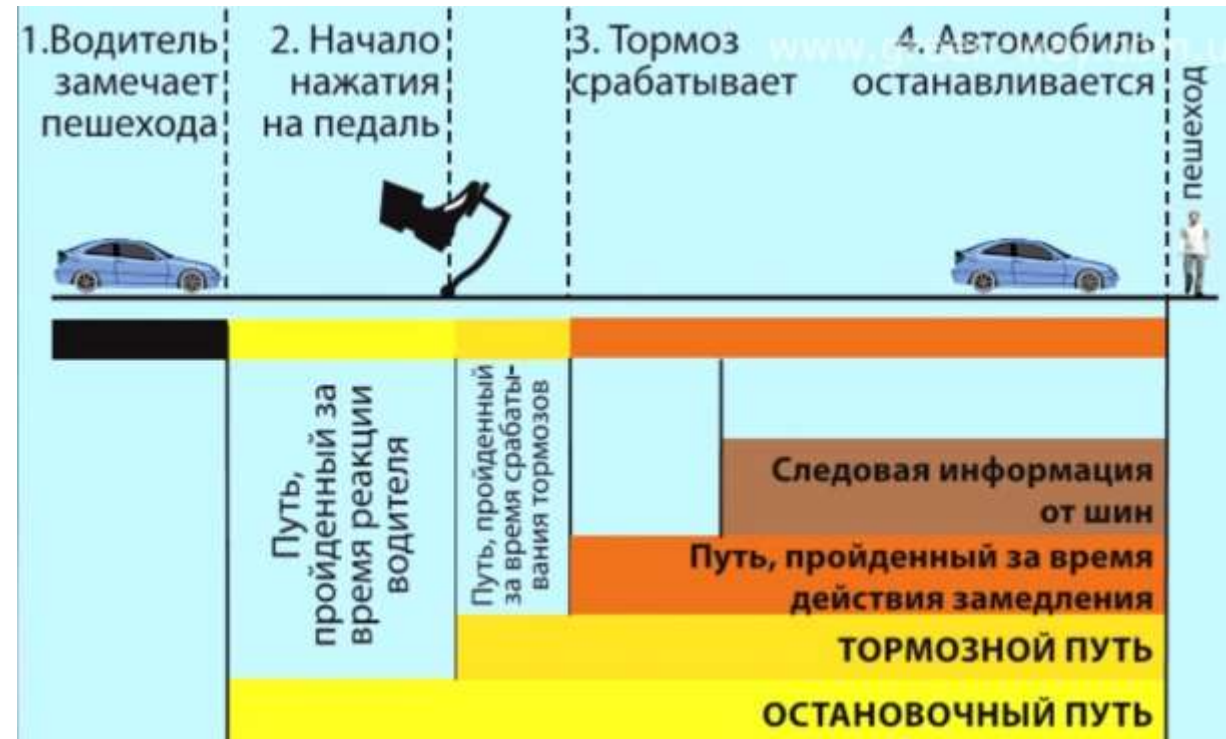 1.Водитель
замечает
пешехода
2. Начало
нажатия
на педаль
3. Тормоз
срабатывает
4. Автомобиль
останавливается
пешеход
Путь,
пройденный за
время реакции
водителя
Путь, пройденный
за время срабаты-
вания тормозов
Следовая информация
от шин
Путь, пройденный за время
действия замедления
ТОРМОЗНОЙ ПУТЬ
ОСТАНОВОЧНЫЙ ПУТЬ